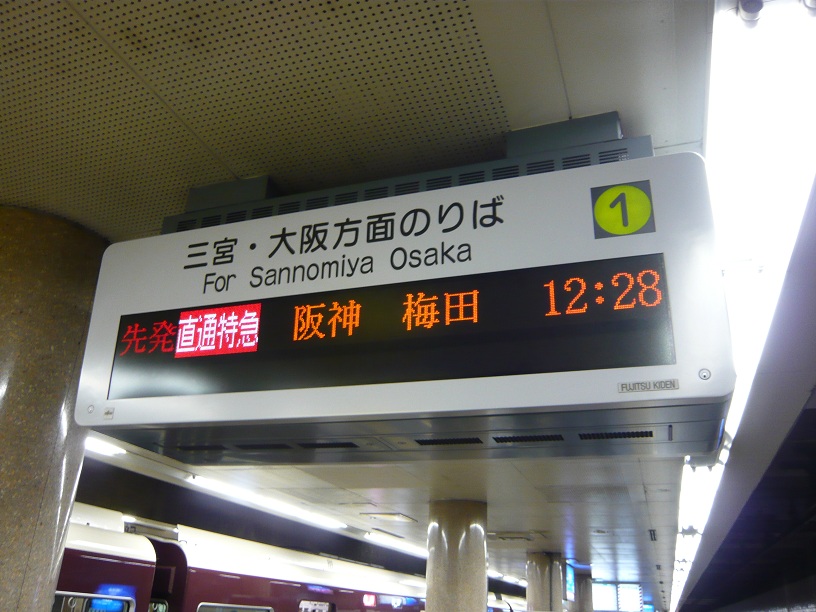 三宮・大阪方面のりば 1
For Sannomiya Osaka
先発 直通特急 阪神 梅田 12:28
FUJITSU KIDEN